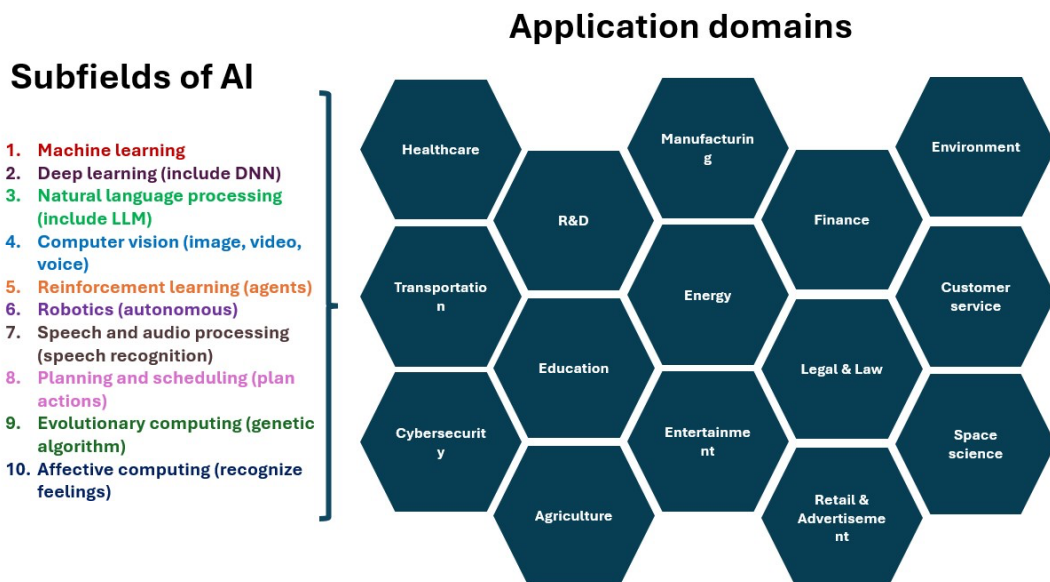 Application domains
Subfields of AI
1. Machine learning
2. Deep learning (include DNN)
3. Natural language processing
(include LLM)
4. Computer vision (image, video,
voice)
5. Reinforcement learning (agents)
6. Robotics (autonomous)
7. Speech and audio processing
(speech recognition)
8. Planning and scheduling (plan
actions)
9. Evolutionary computing (genetic
algorithm)
10. Affective computing (recognize
feelings)
Healthcare
Manufacturin
g
Environment
R&D
Finance
Transportatio
n
Energy
Customer
service
Education
Legal & Law
Cybersecurit
y
Entertainme
nt
Space
science
Agriculture
Retail &
Advertiseme
nt